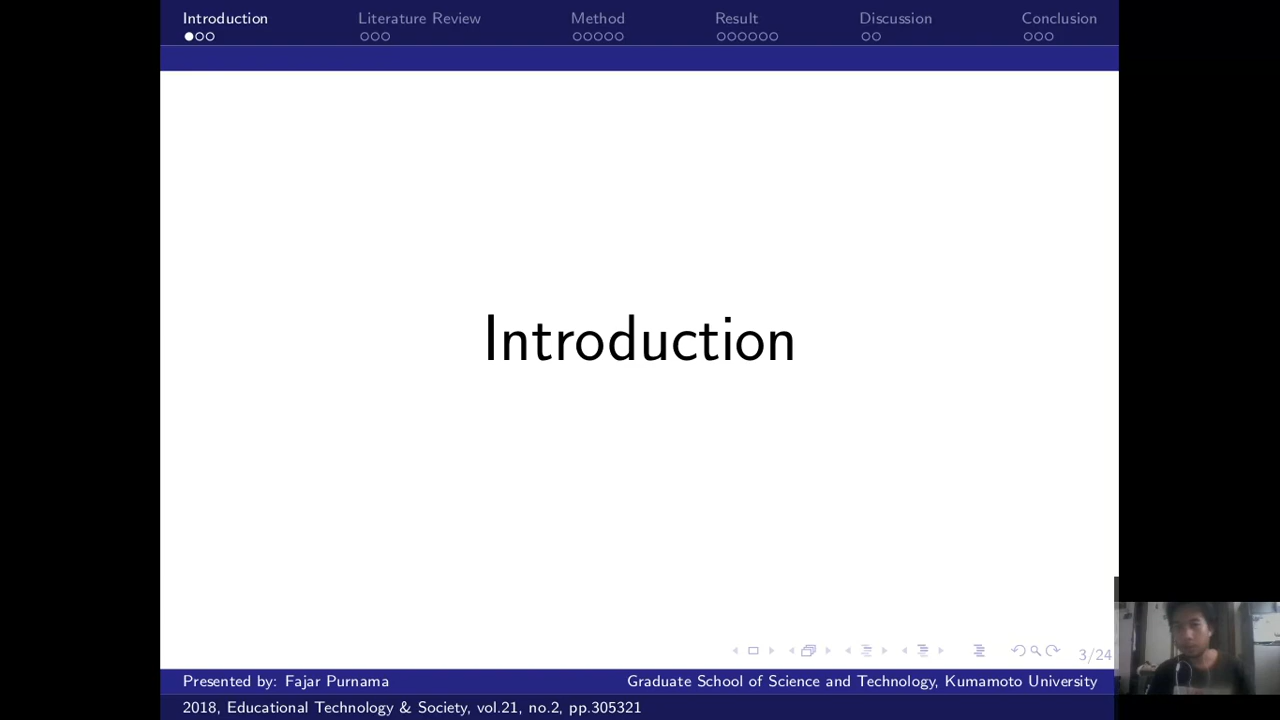 Introduction Literature Review Method Result Discussion Conclusion
Introduction
3/24
Presented by: Fajar Purnama Graduate School of Science and Technology, Kumamoto University
2018, Educational Technology & Society, vol.21, no.2, pp.305321